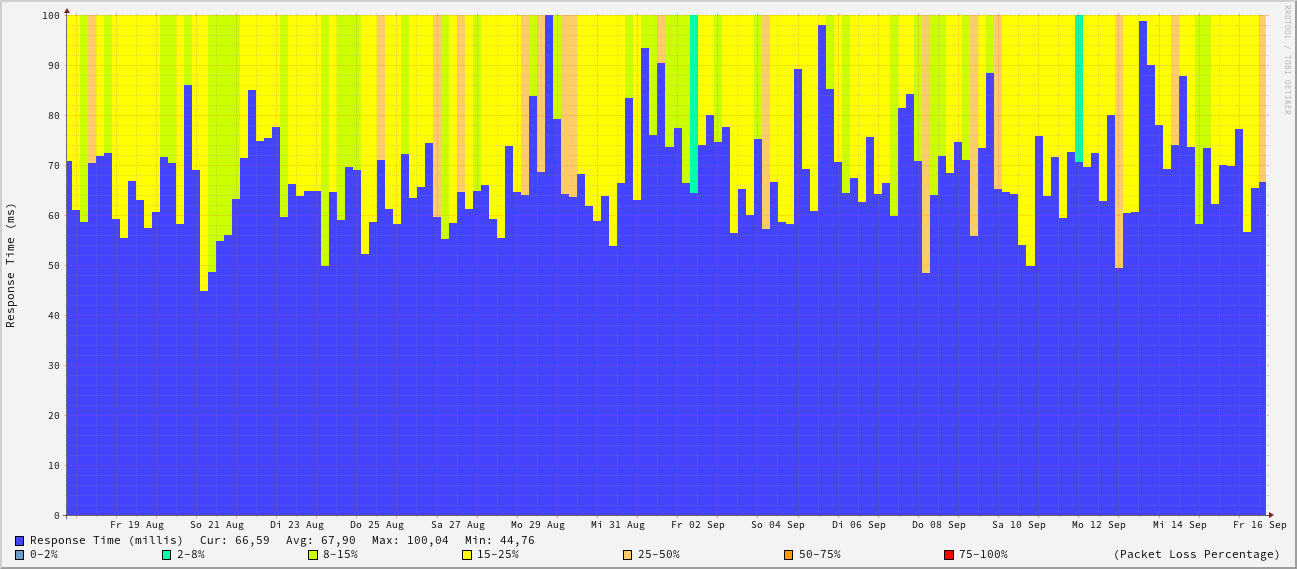 RRDTOOL / TOBI OETIKER
Response Time (ms)
100
90
80
70
60
50
40
30
20
10
0
Fr 19 Aug So 21 Aug Di 23 Aug Do 25 Aug Sa 27 Aug Mo 29 Aug Mi 31 Aug Fr 02 Sep So 04 Sep Di 06 Sep Do 08 Sep Sa 10 Sep Mo 12 Sep Mi 14 Sep Fr 16 Sep
Response Time (millis) Cur: 66,59 Avg: 67,90 Max: 100,04 Min: 44,76
0-2% 2-8% 8-15% 15-25% 25-50% 50-75% 75-100% (Packet Loss Percentage)